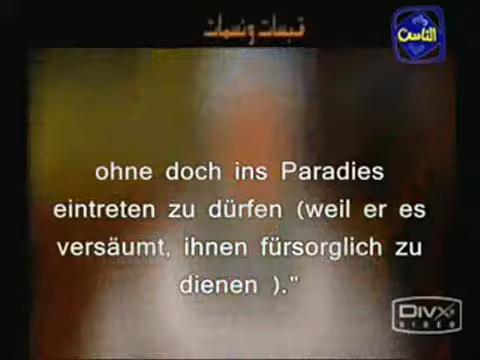 قبسات ونسمات
الناس
ohne doch ins Paradies
eintreten zu dürfen (weil er es
versäumt, ihnen fürsorglich zu
dienen )."
DIVX
VIDEO